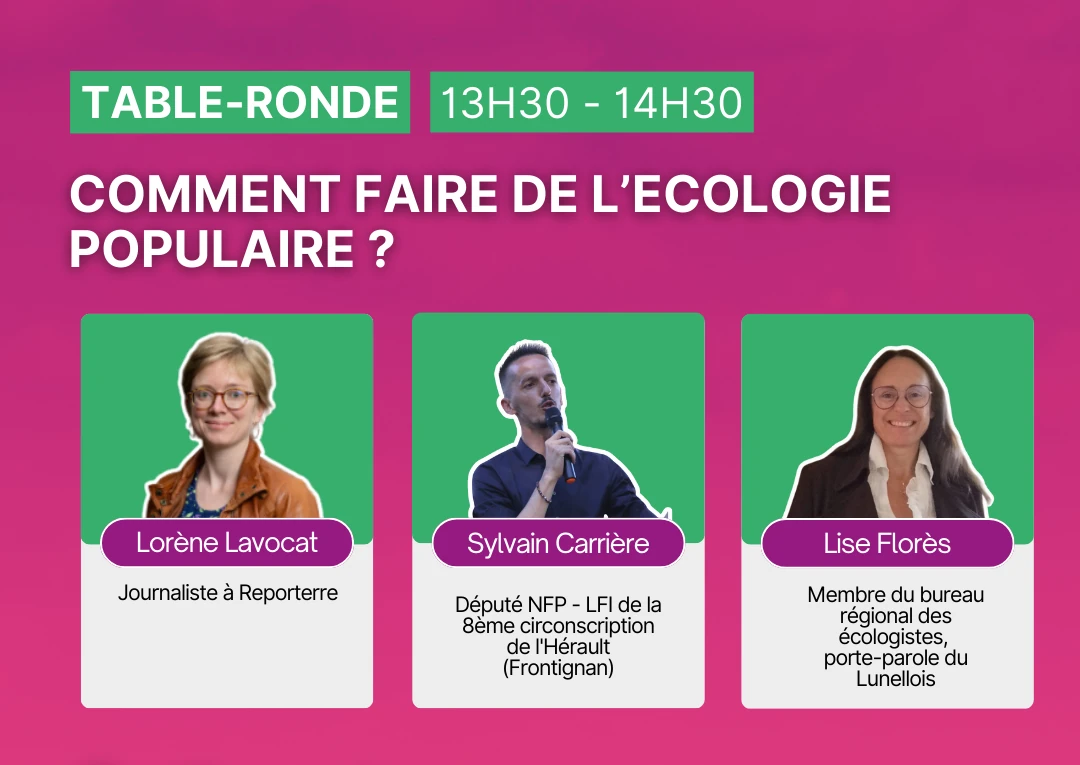 TABLE-RONDE 13H30 - 14H30
COMMENT FAIRE DE L’ECOLOGIE
POPULAIRE ?
Lorène Lavocat
Journaliste à Reporterre
Sylvain Carrière
Député NFP - LFI de la
8ème circonscription
de l'Hérault
(Frontignan)
Lise Florès
Membre du bureau
régional des
écologistes,
porte-parole du
Lunellois